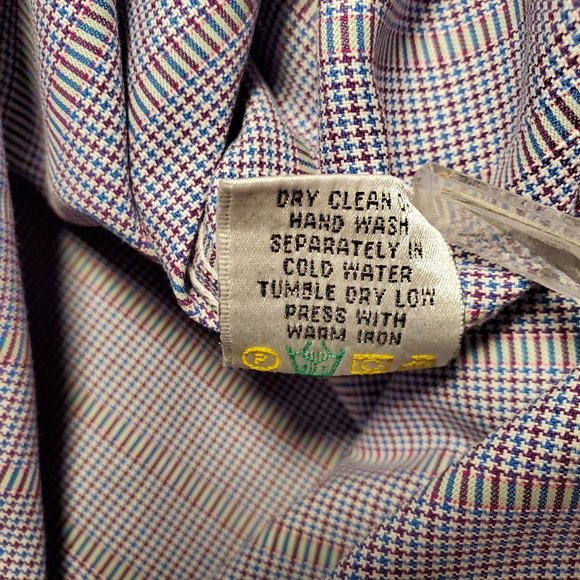 DRY CLEAN
HAND WASH
SEPARATELY IN
COLD WATER
TUMBLE DRY LOW
PRESS WITH
WARM IRON
P